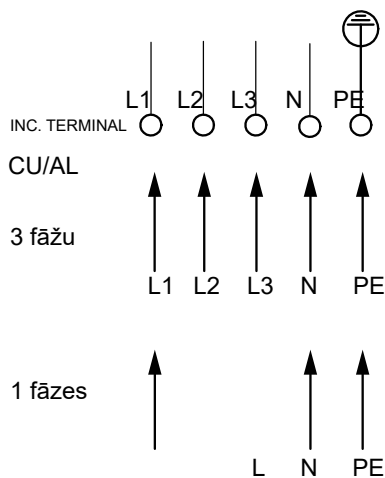 L1 L2 L3 N PE
INC. TERMINAL
CU/AL
3 fāžu
L1 L2 L3 N PE
1 fāzes
L N PE